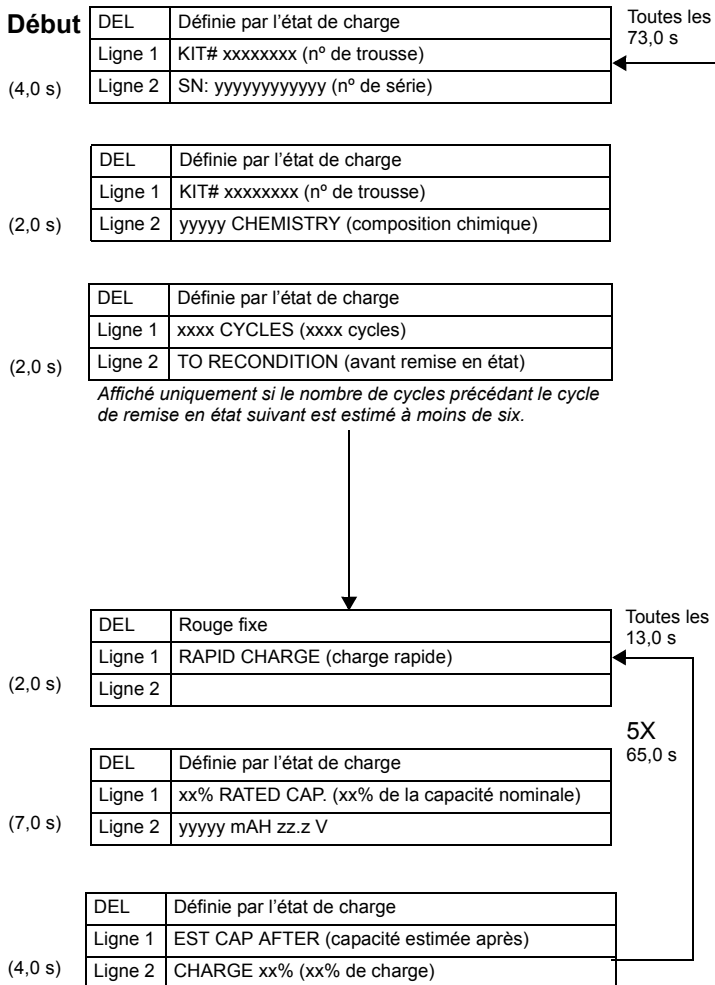 Début
DEL Définie par l'état de charge
Toutes les
73,0 s
Ligne 1 KIT# xxxxxxxx (nº de trousse)
(4,0 s)
Ligne 2 SN: yyyyyyyyyyyy (nº de série)
DEL Définie par l'état de charge
Ligne 1 KIT# xxxxxxxx (nº de trousse)
(2,0 s)
Ligne 2 yyyyy CHEMISTRY (composition chimique)
DEL Définie par l'état de charge
Ligne 1 xxxx CYCLES (xxxx cycles)
(2,0 s)
Ligne 2 TO RECONDITION (avant remise en état)
Affiché uniquement si le nombre de cycles précédant le cycle
de remise en état suivant est estimé à moins de six.
DEL Rouge fixe
Toutes les
13,0 s
Ligne 1 RAPID CHARGE (charge rapide)
(2,0 s)
Ligne 2
5X
65,0 s
DEL Définie par l'état de charge
Ligne 1 xx% RATED CAP. (xx% de la capacité nominale)
(7,0 s)
Ligne 2 yyyyy mAH zz.z V
DEL Définie par l'état de charge
Ligne 1 EST CAP AFTER (capacité estimée après)
(4,0 s)
Ligne 2 CHARGE xx% (xx% de charge)